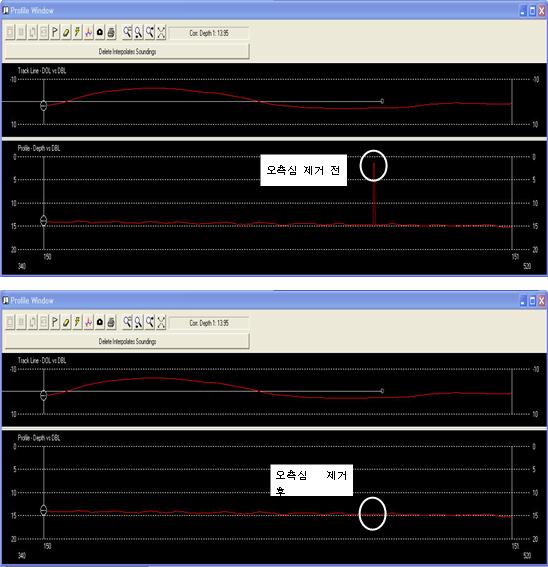 Profile Window
Corr. Depth 1: 13.95
Delete Interpolates Soundings
Track Line - DOL vs DBL
-10 -10
10 10
Profile - Depth vs DBL
0 0
오측심 제거 전
5 5
10 10
15 15
20 20
150 151
340 520
Profile Window
Corr. Depth 1: 13.95
Delete Interpolates Soundings
Track Line - DOL vs DBL
-10 -10
10 10
Profile - Depth vs DBL
0 0
5 5
오측심 제거
후
10 10
15 15
20 20
150 151
340 520